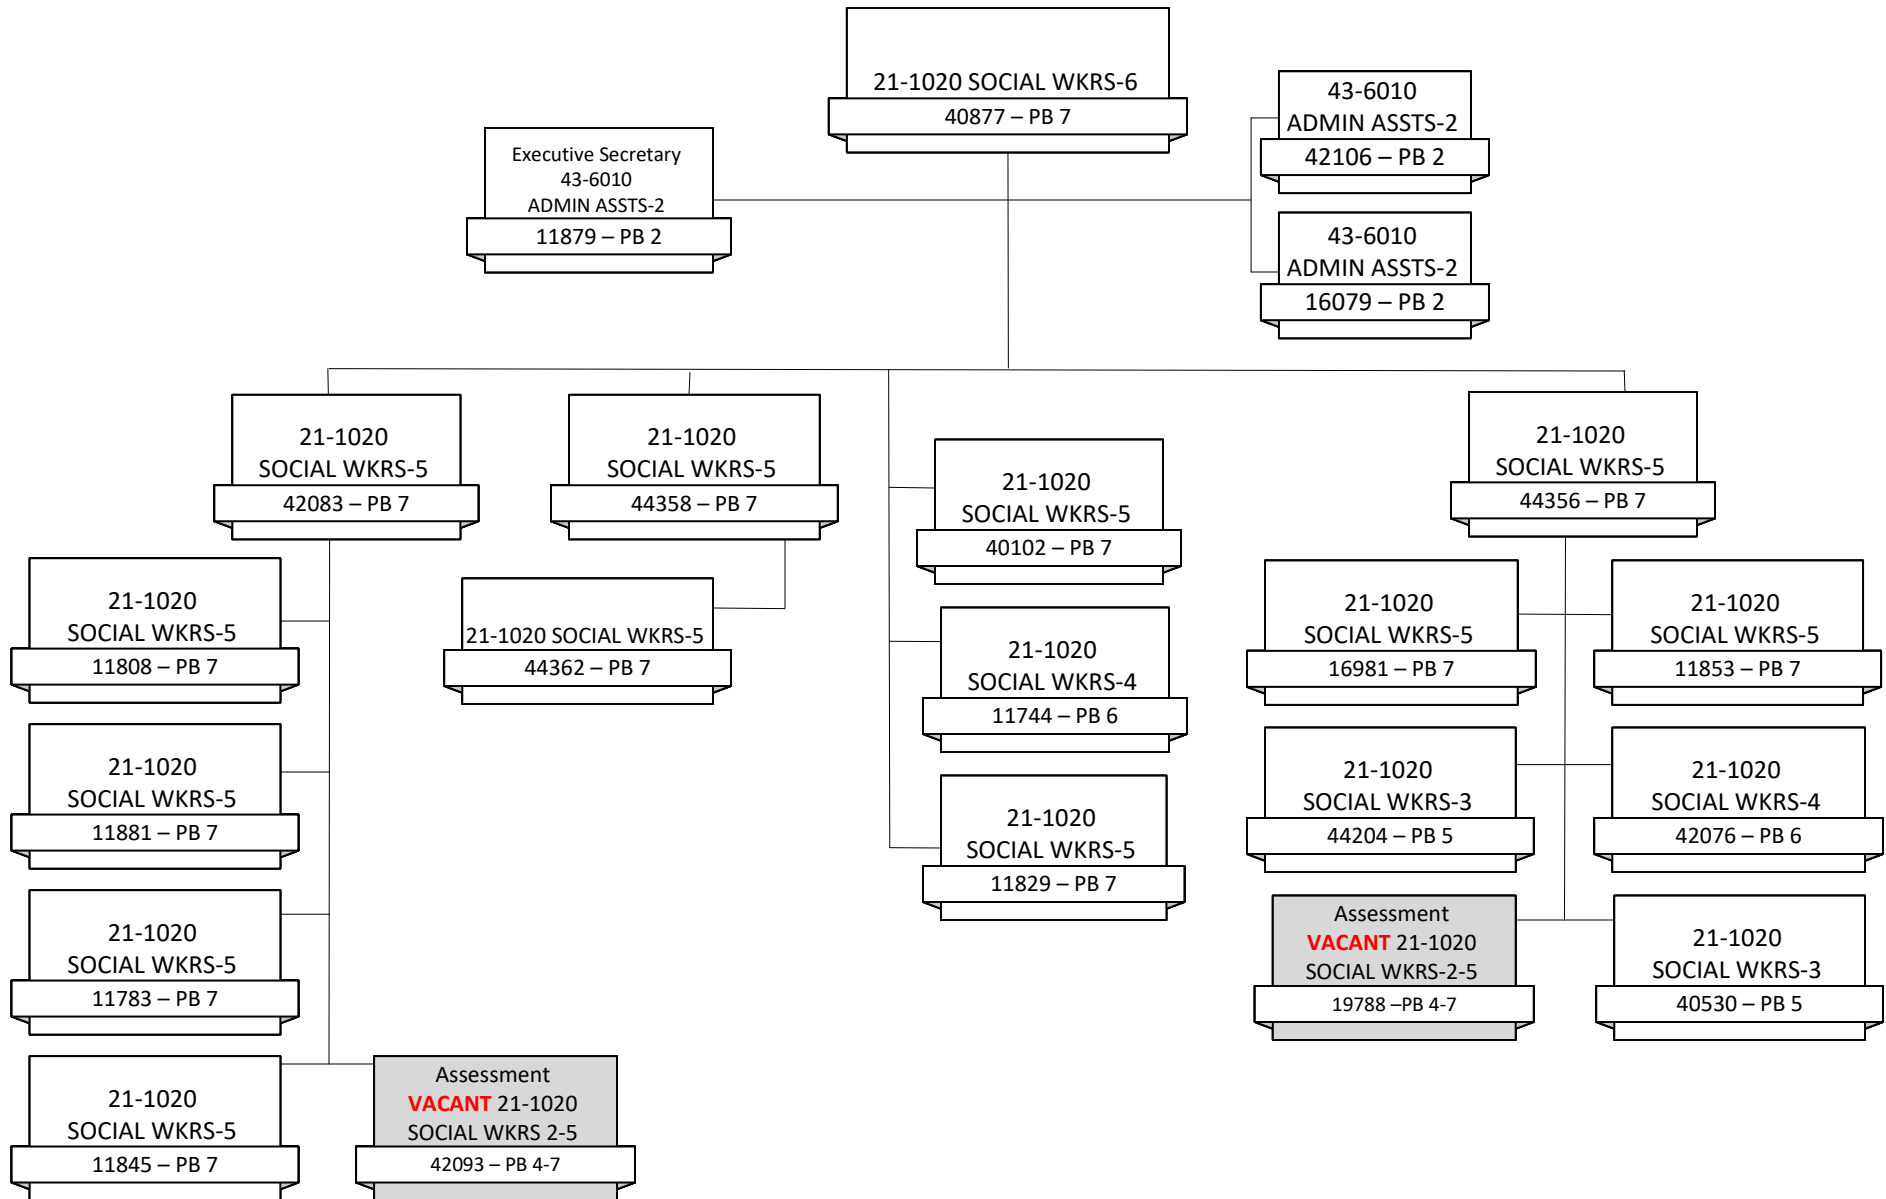 21-1020 SOCIAL WKRS-6
40877 – PB 7
Executive Secretary
43-6010
ADMIN ASSTS-2
11879 – PB 2
43-6010
ADMIN ASSTS-2
42106 – PB 2
43-6010
ADMIN ASSTS-2
16079 – PB 2
21-1020
SOCIAL WKRS-5
42083 – PB 7
21-1020
SOCIAL WKRS-5
11808 – PB 7
21-1020
SOCIAL WKRS-5
11881 – PB 7
21-1020
SOCIAL WKRS-5
11783 – PB 7
21-1020
SOCIAL WKRS-5
11845 – PB 7
Assessment
VACANT 21-1020
SOCIAL WKRS 2-5
42093 – PB 4-7
21-1020
SOCIAL WKRS-5
44358 – PB 7
21-1020 SOCIAL WKRS-5
44362 – PB 7
21-1020
SOCIAL WKRS-5
40102 – PB 7
21-1020
SOCIAL WKRS-4
11744 – PB 6
21-1020
SOCIAL WKRS-5
11829 – PB 7
21-1020
SOCIAL WKRS-5
44356 – PB 7
21-1020
SOCIAL WKRS-5
16981 – PB 7
21-1020
SOCIAL WKRS-5
11853 – PB 7
21-1020
SOCIAL WKRS-3
44204 – PB 5
21-1020
SOCIAL WKRS-4
42076 – PB 6
Assessment
VACANT 21-1020
SOCIAL WKRS-2-5
19788 –PB 4-7
21-1020
SOCIAL WKRS-3
40530 – PB 5